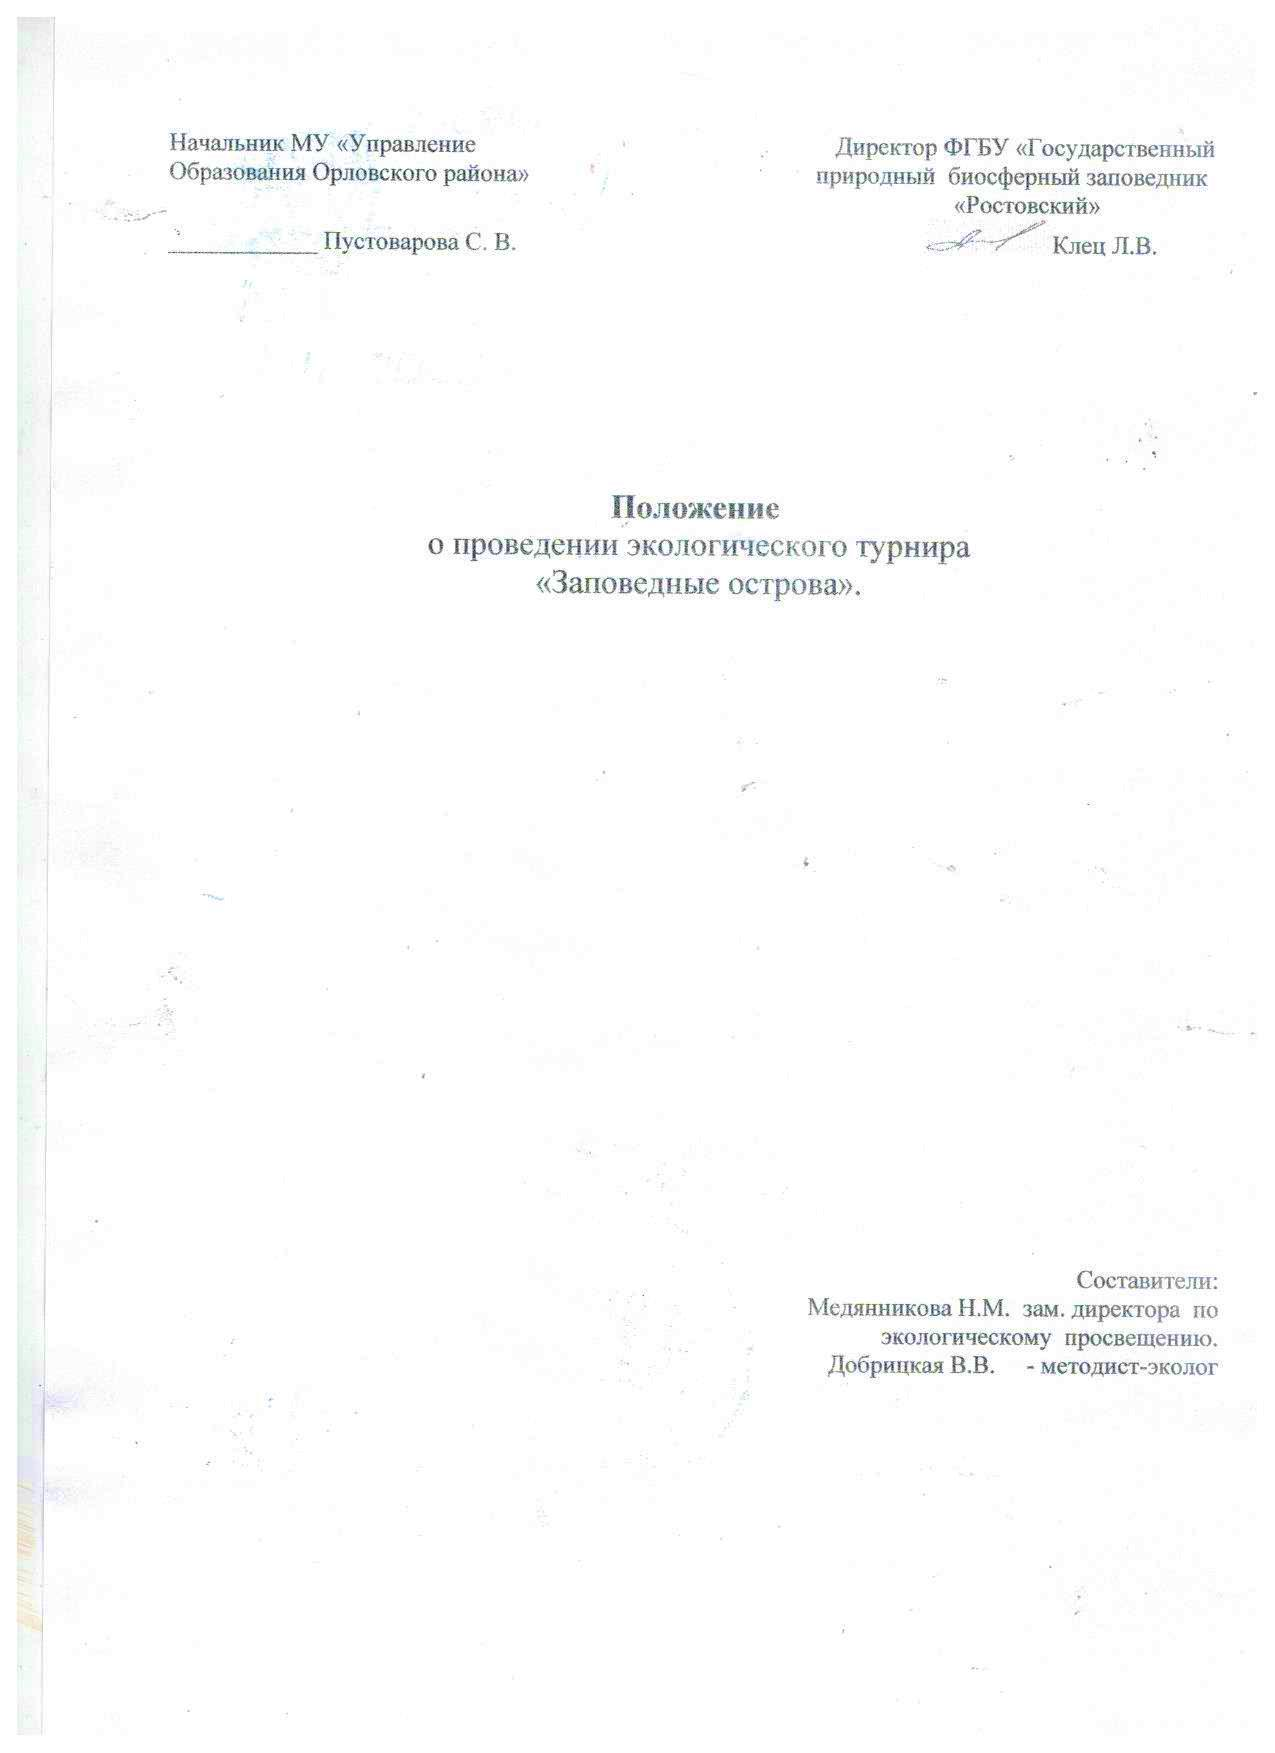 Начальник МУ «Управление
Образования Орловского района»
____________ Пустоварова С. В.
Директор ФГБУ «Государственный
природный биосферный заповедник
«Ростовский»
Клец Л.В.
Положение
о проведении экологического турнира
«Заповедные острова».
Составители:
Медянникова Н.М. зам. директора по
экологическому просвещению.
Добрицкая В.В. - методист-эколог